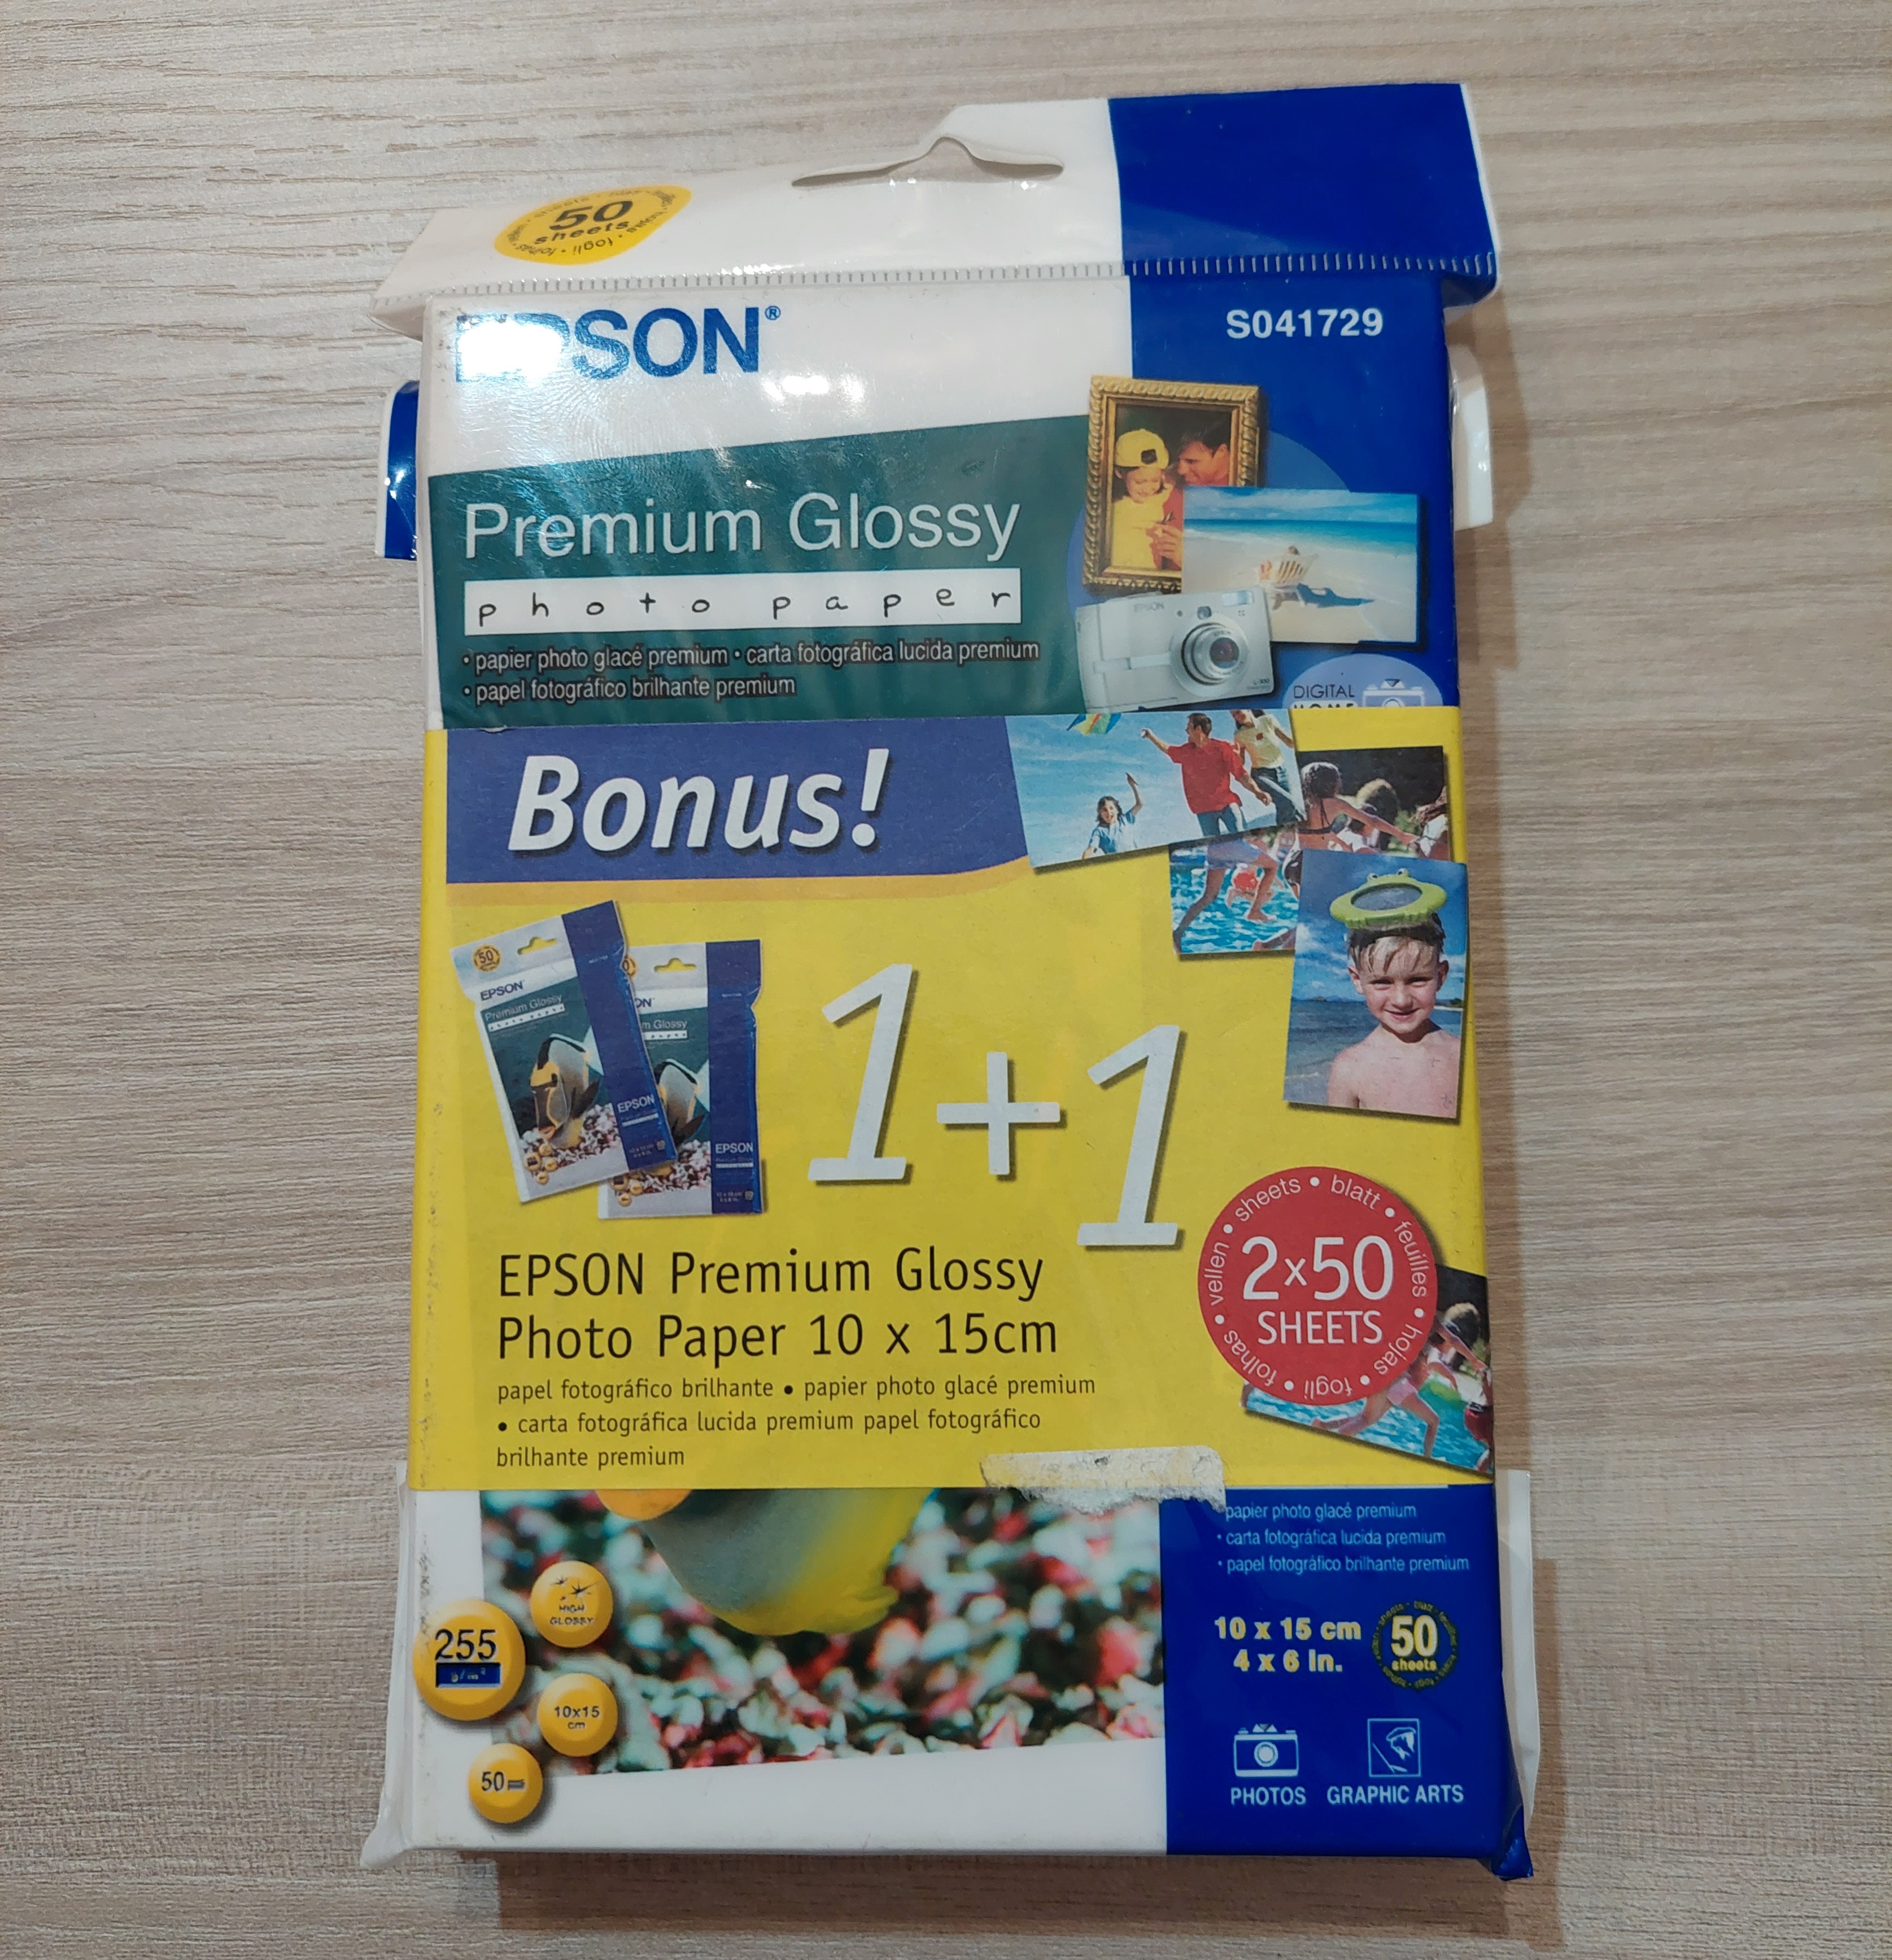 50
sheets
EPSON®
S041729
Premium Glossy
photo paper
• papier photo glacé premium • carta fotográfica lucida premium
• papel fotográfico brilhante premium
DIGITAL
Bonus!
50
EPSON
Premium Glossy
EPSON
EPSON
1+1
EPSON Premium Glossy
Photo Paper 10 x 15cm
papel fotográfico brilhante • papier photo glacé premium
• carta fotográfica lucida premium papel fotográfico
brilhante premium
sheets • blatt • feuilles • hojas • fogli • folhas • vellen •
2x50
SHEETS
papier photo glacé premium
• carta fotográfica lucida premium
• papel fotográfico brilhante premium
HIGH
GLOSSY
255
g/m²
10x15
cm
50
10 x 15 cm
4 x 6 in.
50
sheets
PHOTOS
GRAPHIC ARTS